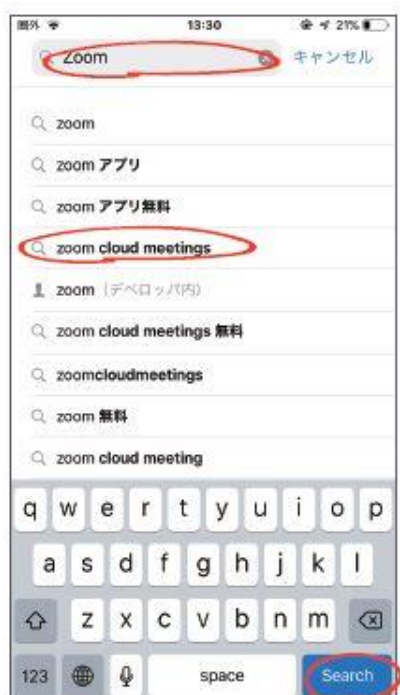 圏外 13:30 21%
Zoom キャンセル
zoom
zoom アプリ
zoom アプリ無料
zoom cloud meetings
zoom (デベロッパ内)
zoom cloud meetings 無料
zoomcloudmeetings
zoom 無料
zoom cloud meeting
q w e r t y u i o p
a s d f g h j k l
z x c v b n m
123 space Search